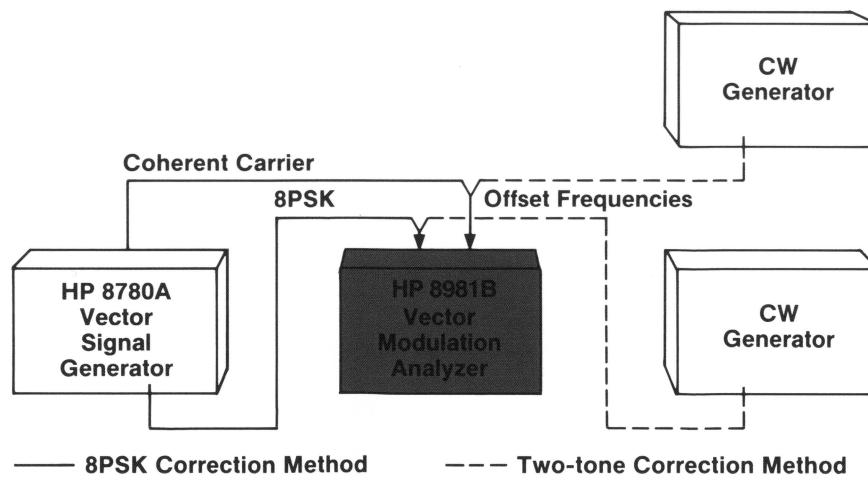 CW
Generator
Coherent Carrier
8PSK
Offset Frequencies
HP 8780A
Vector
Signal
Generator
HP 8981B
Vector
Modulation
Analyzer
CW
Generator
8PSK Correction Method
Two-tone Correction Method